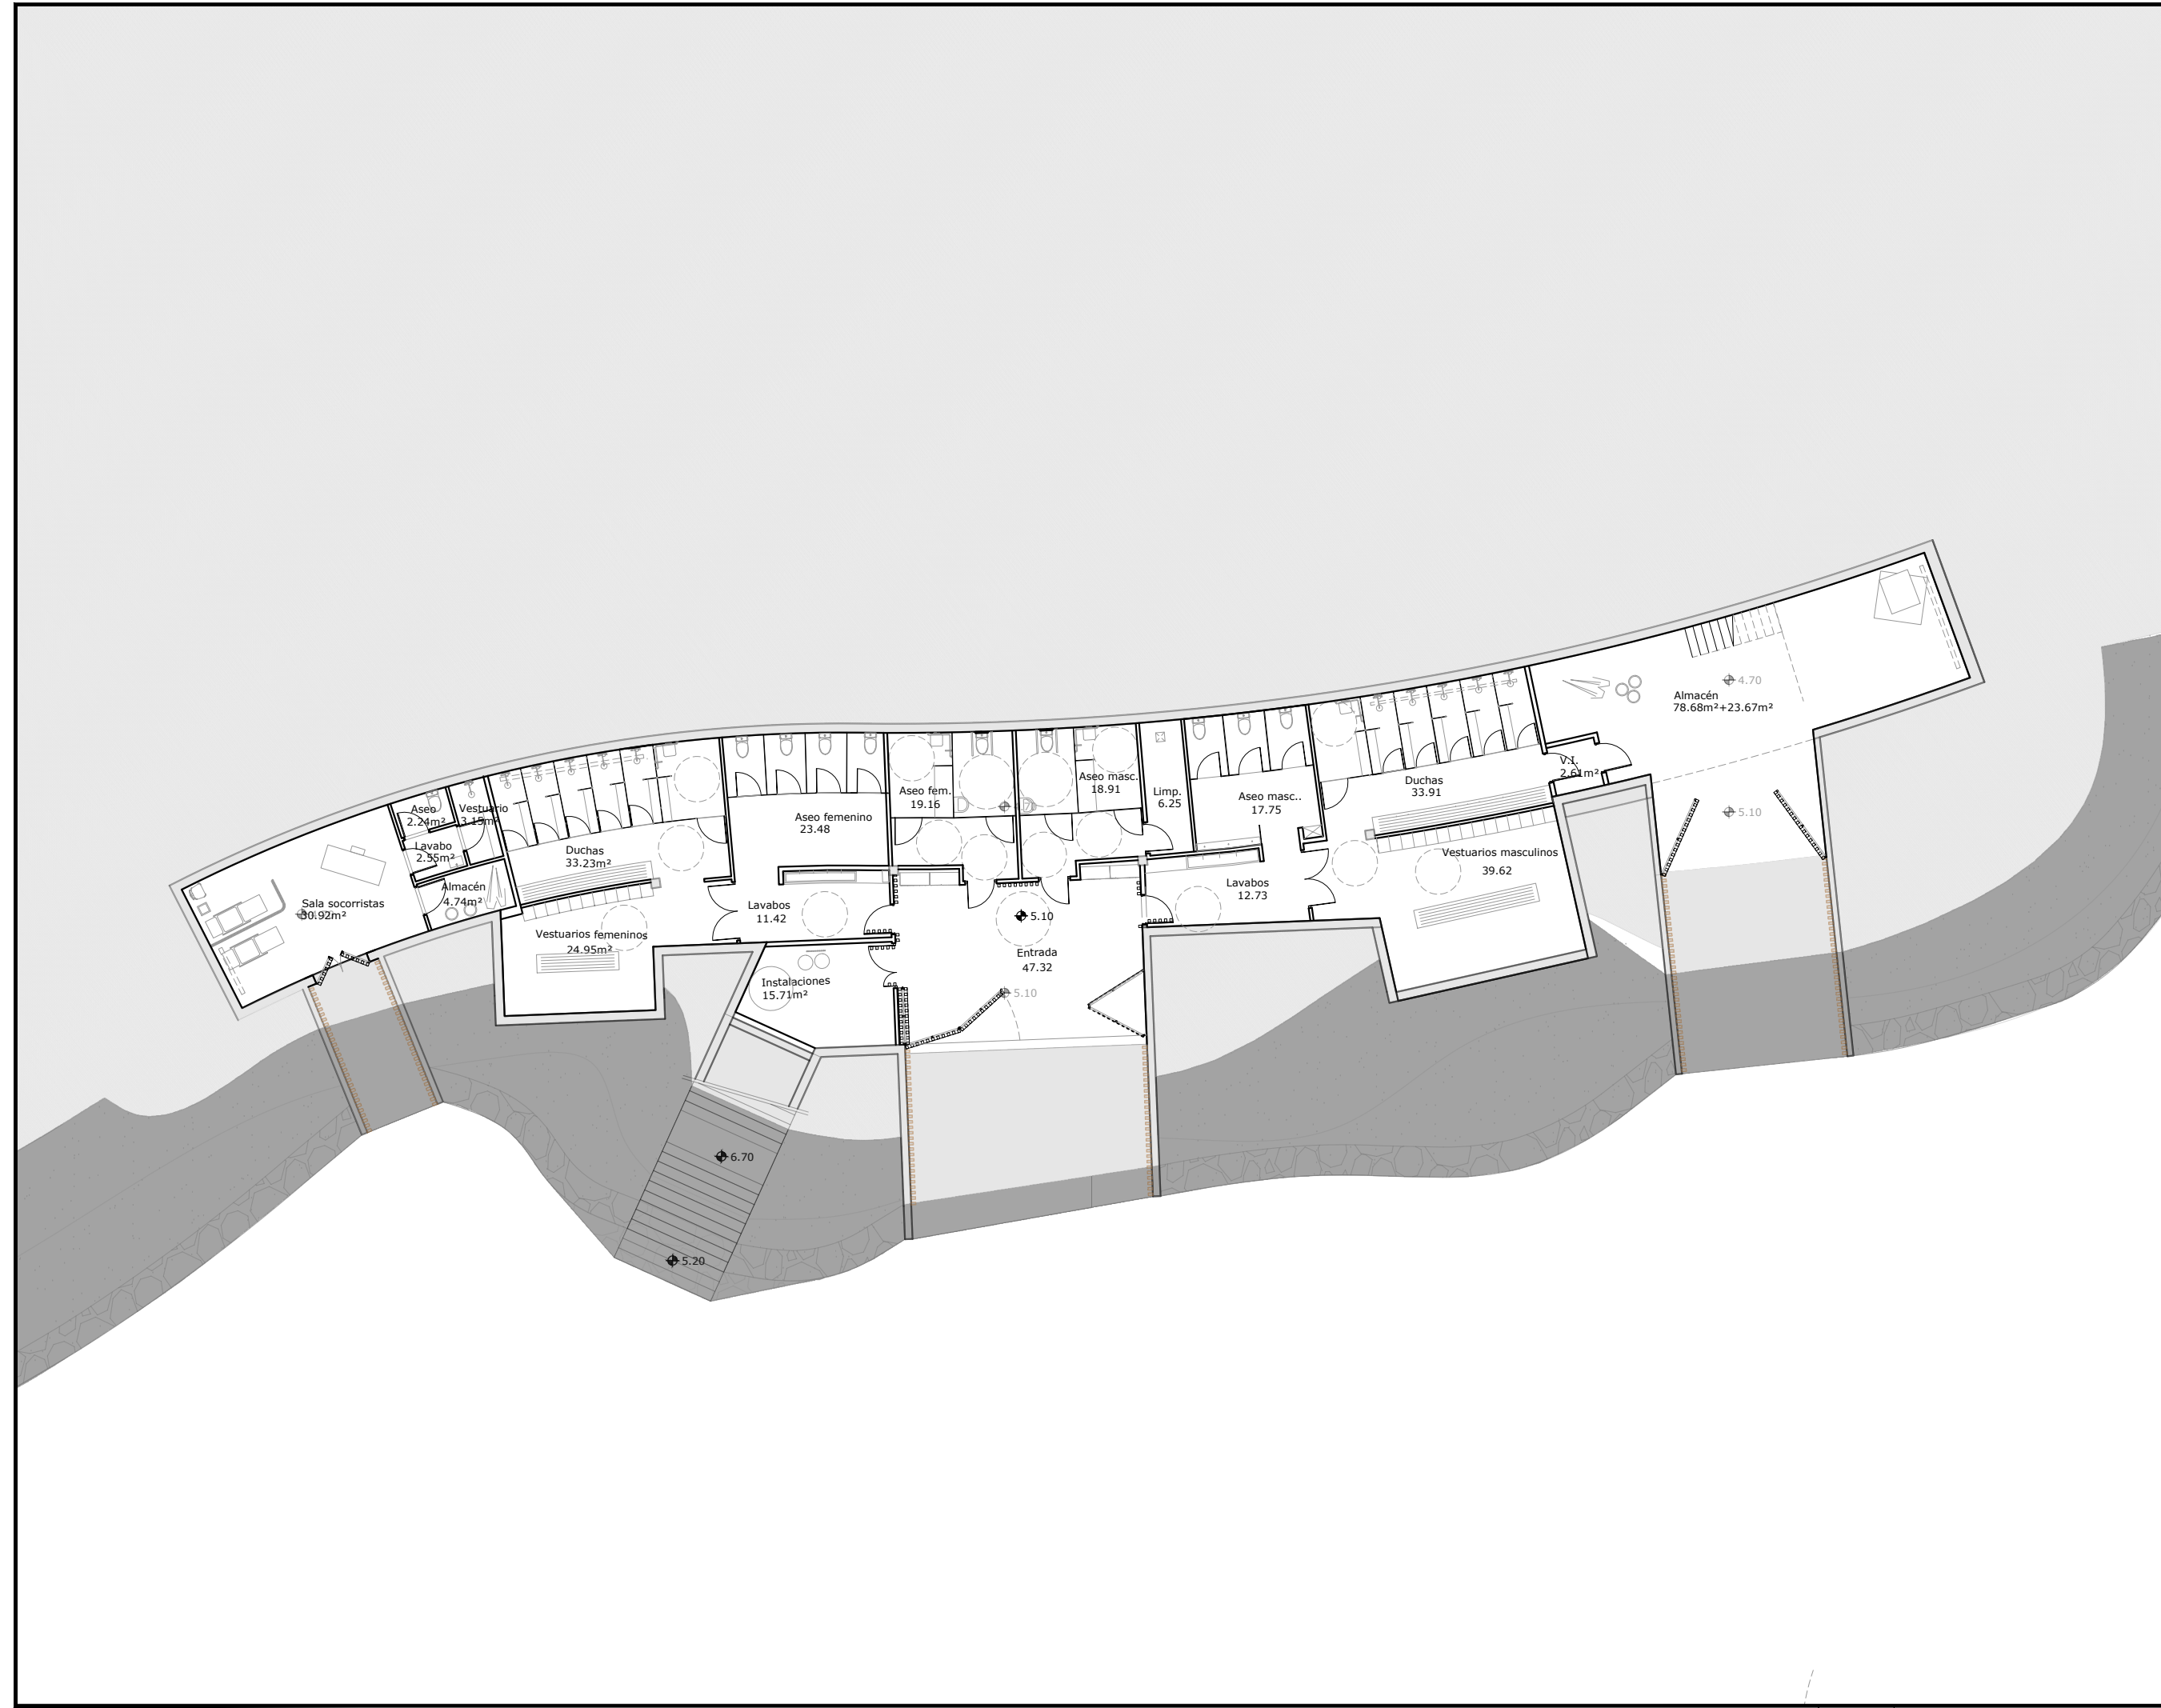 Aseo
2.24m²
Vestuario
3.15m²
Lavabo
2.55m²
Almacén
4.74m²
Sala socorristas
30.92m²
Duchas
33.23m²
Vestuarios femeninos
24.95m²
Aseo femenino
23.48
Lavabos
11.42
Instalaciones
15.71m²
Aseo fem.
19.16
Aseo masc.
18.91
Limp.
6.25
Aseo masc..
17.75
Lavabos
12.73
5.10
Entrada
47.32
5.10
Duchas
33.91
Vestuarios masculinos
39.62
V.I.
2.61m²
4.70
Almacén
78.68m²+23.67m²
5.10
6.70
5.20